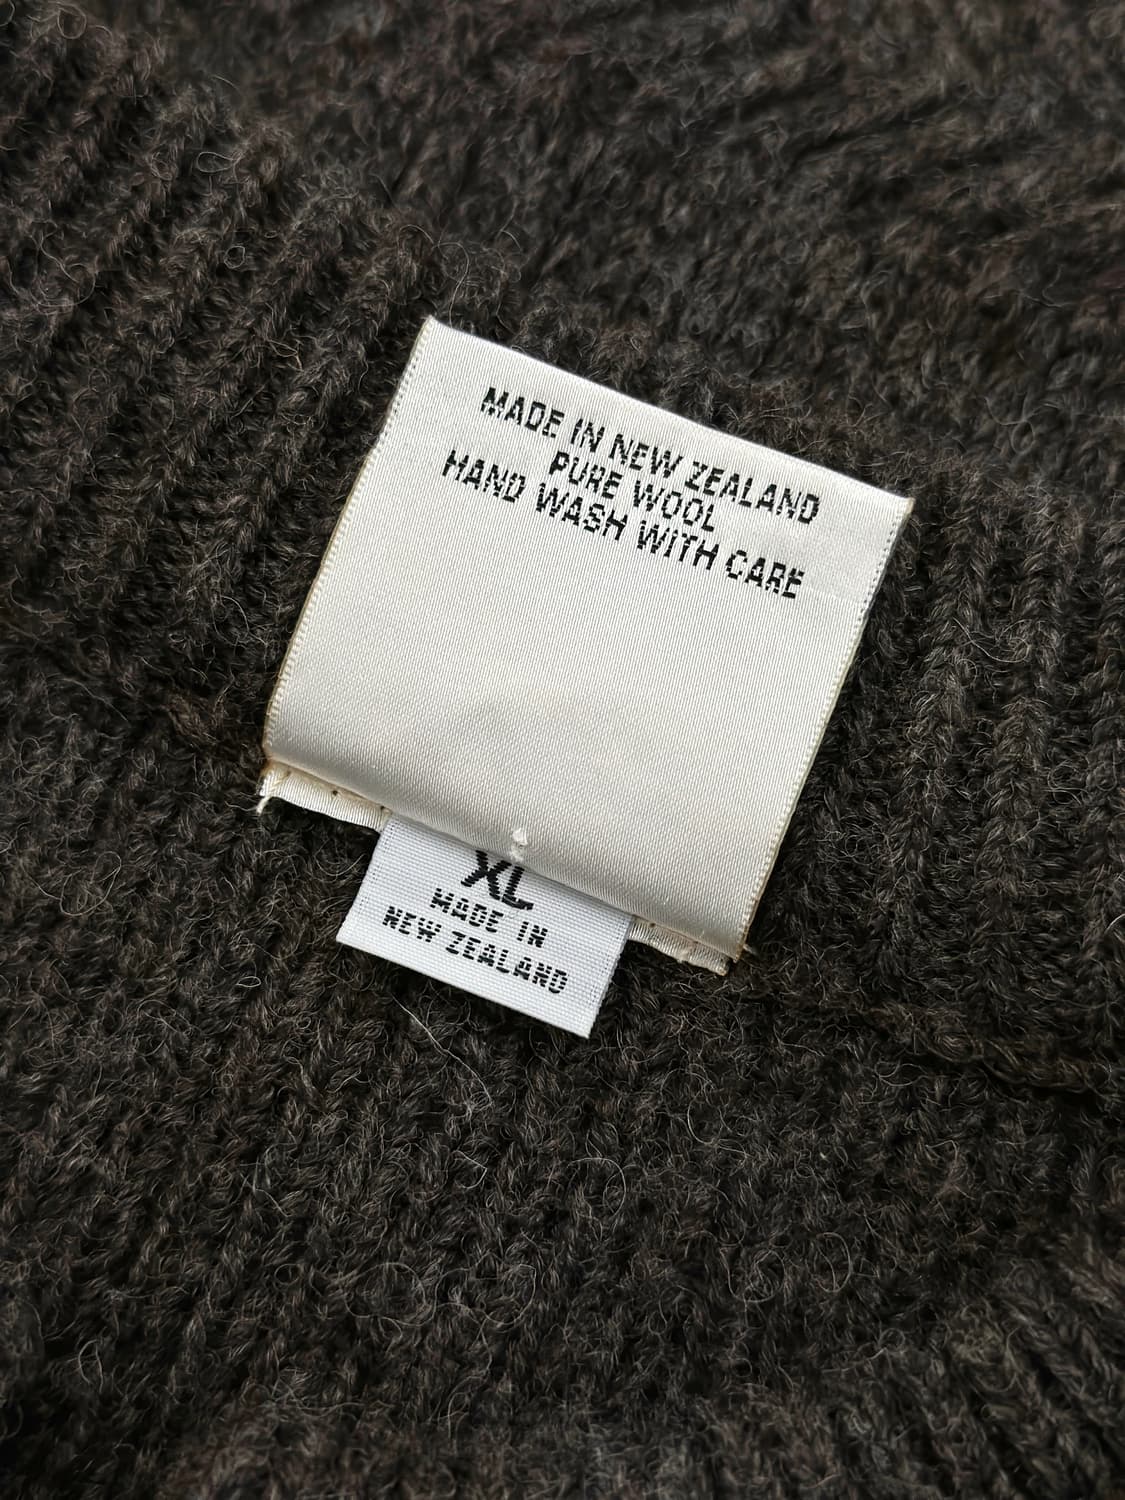 MADE IN NEW ZEALAND
PURE WOOL
HAND WASH WITH CARE
XL
MADE IN
NEW ZEALAND